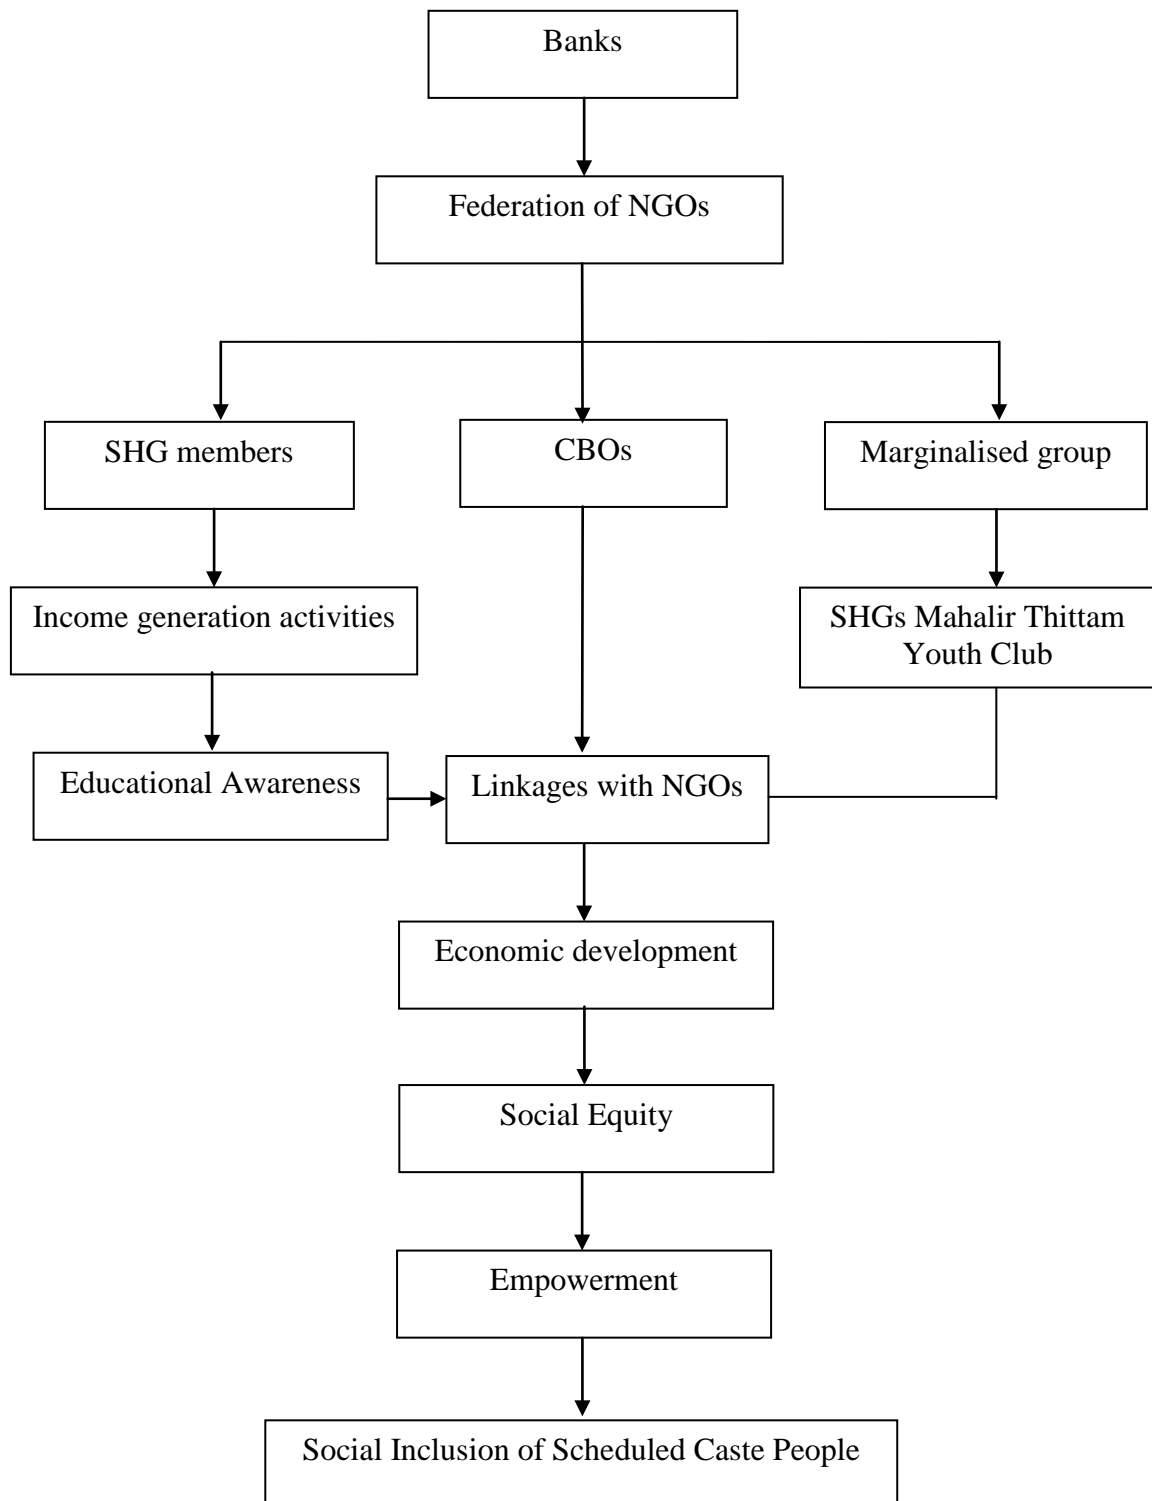 Banks
Federation of NGOs
SHG members
CBOs
Marginalised group
Income generation activities
SHGs Mahalir Thittam
Youth Club
Educational Awareness
Linkages with NGOs
Economic development
Social Equity
Empowerment
Social Inclusion of Scheduled Caste People